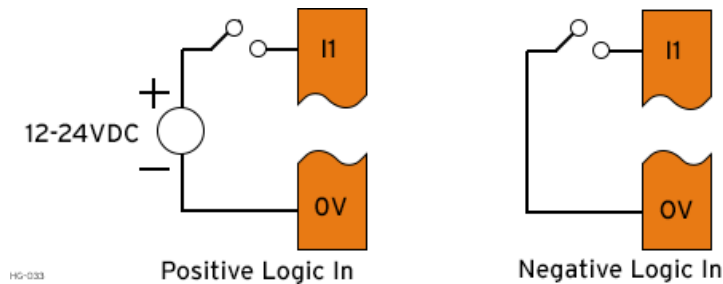 I1
I1
+
12-24VDC
−
0V
0V
Positive Logic In
Negative Logic In
HG-033